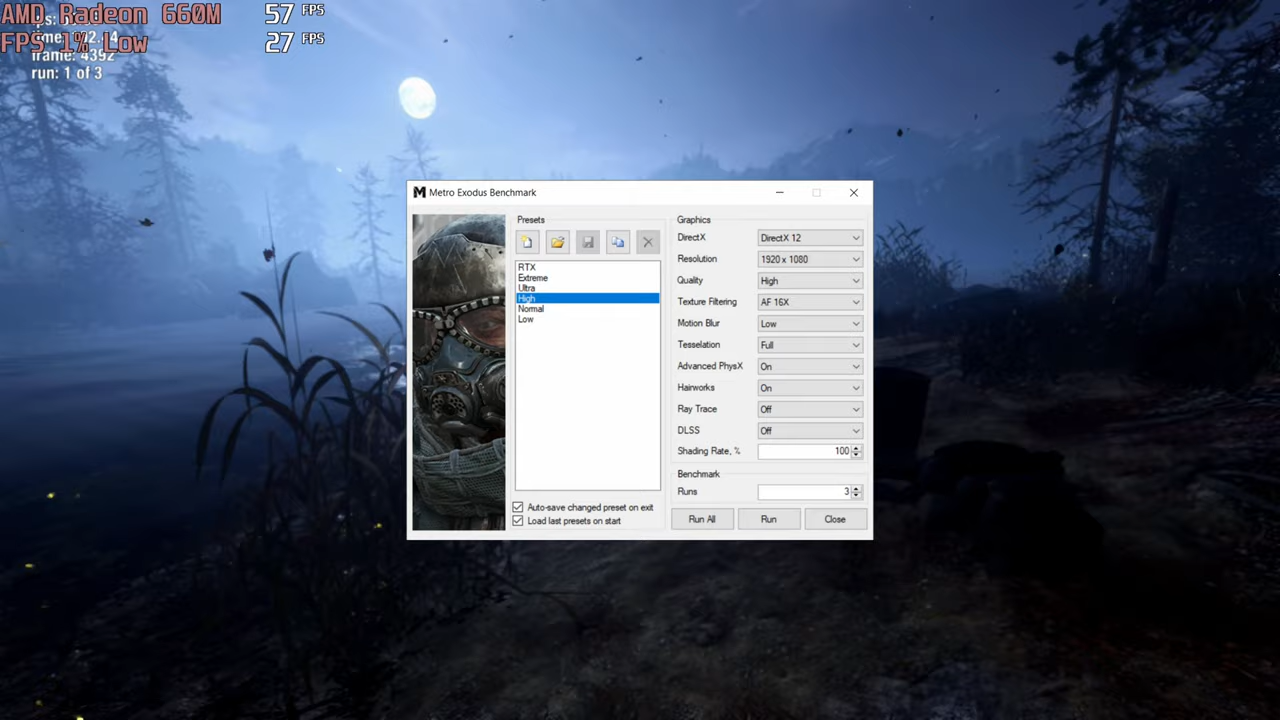 AMD Radeon 660M 57 FPS
FPS 1% Low 27 FPS
frame: 4392
run: 1 of 3
Metro Exodus Benchmark
Presets
RTX
Extreme
Ultra
High
Normal
Low
Auto-save changed preset on exit
Load last presets on start
Graphics
DirectX DirectX 12
Resolution 1920 x 1080
Quality High
Texture Filtering AF 16X
Motion Blur Low
Tesselation Full
Advanced PhysX On
Hairworks On
Ray Trace Off
DLSS Off
Shading Rate, % 100
Benchmark
Runs 3
Run All Run Close